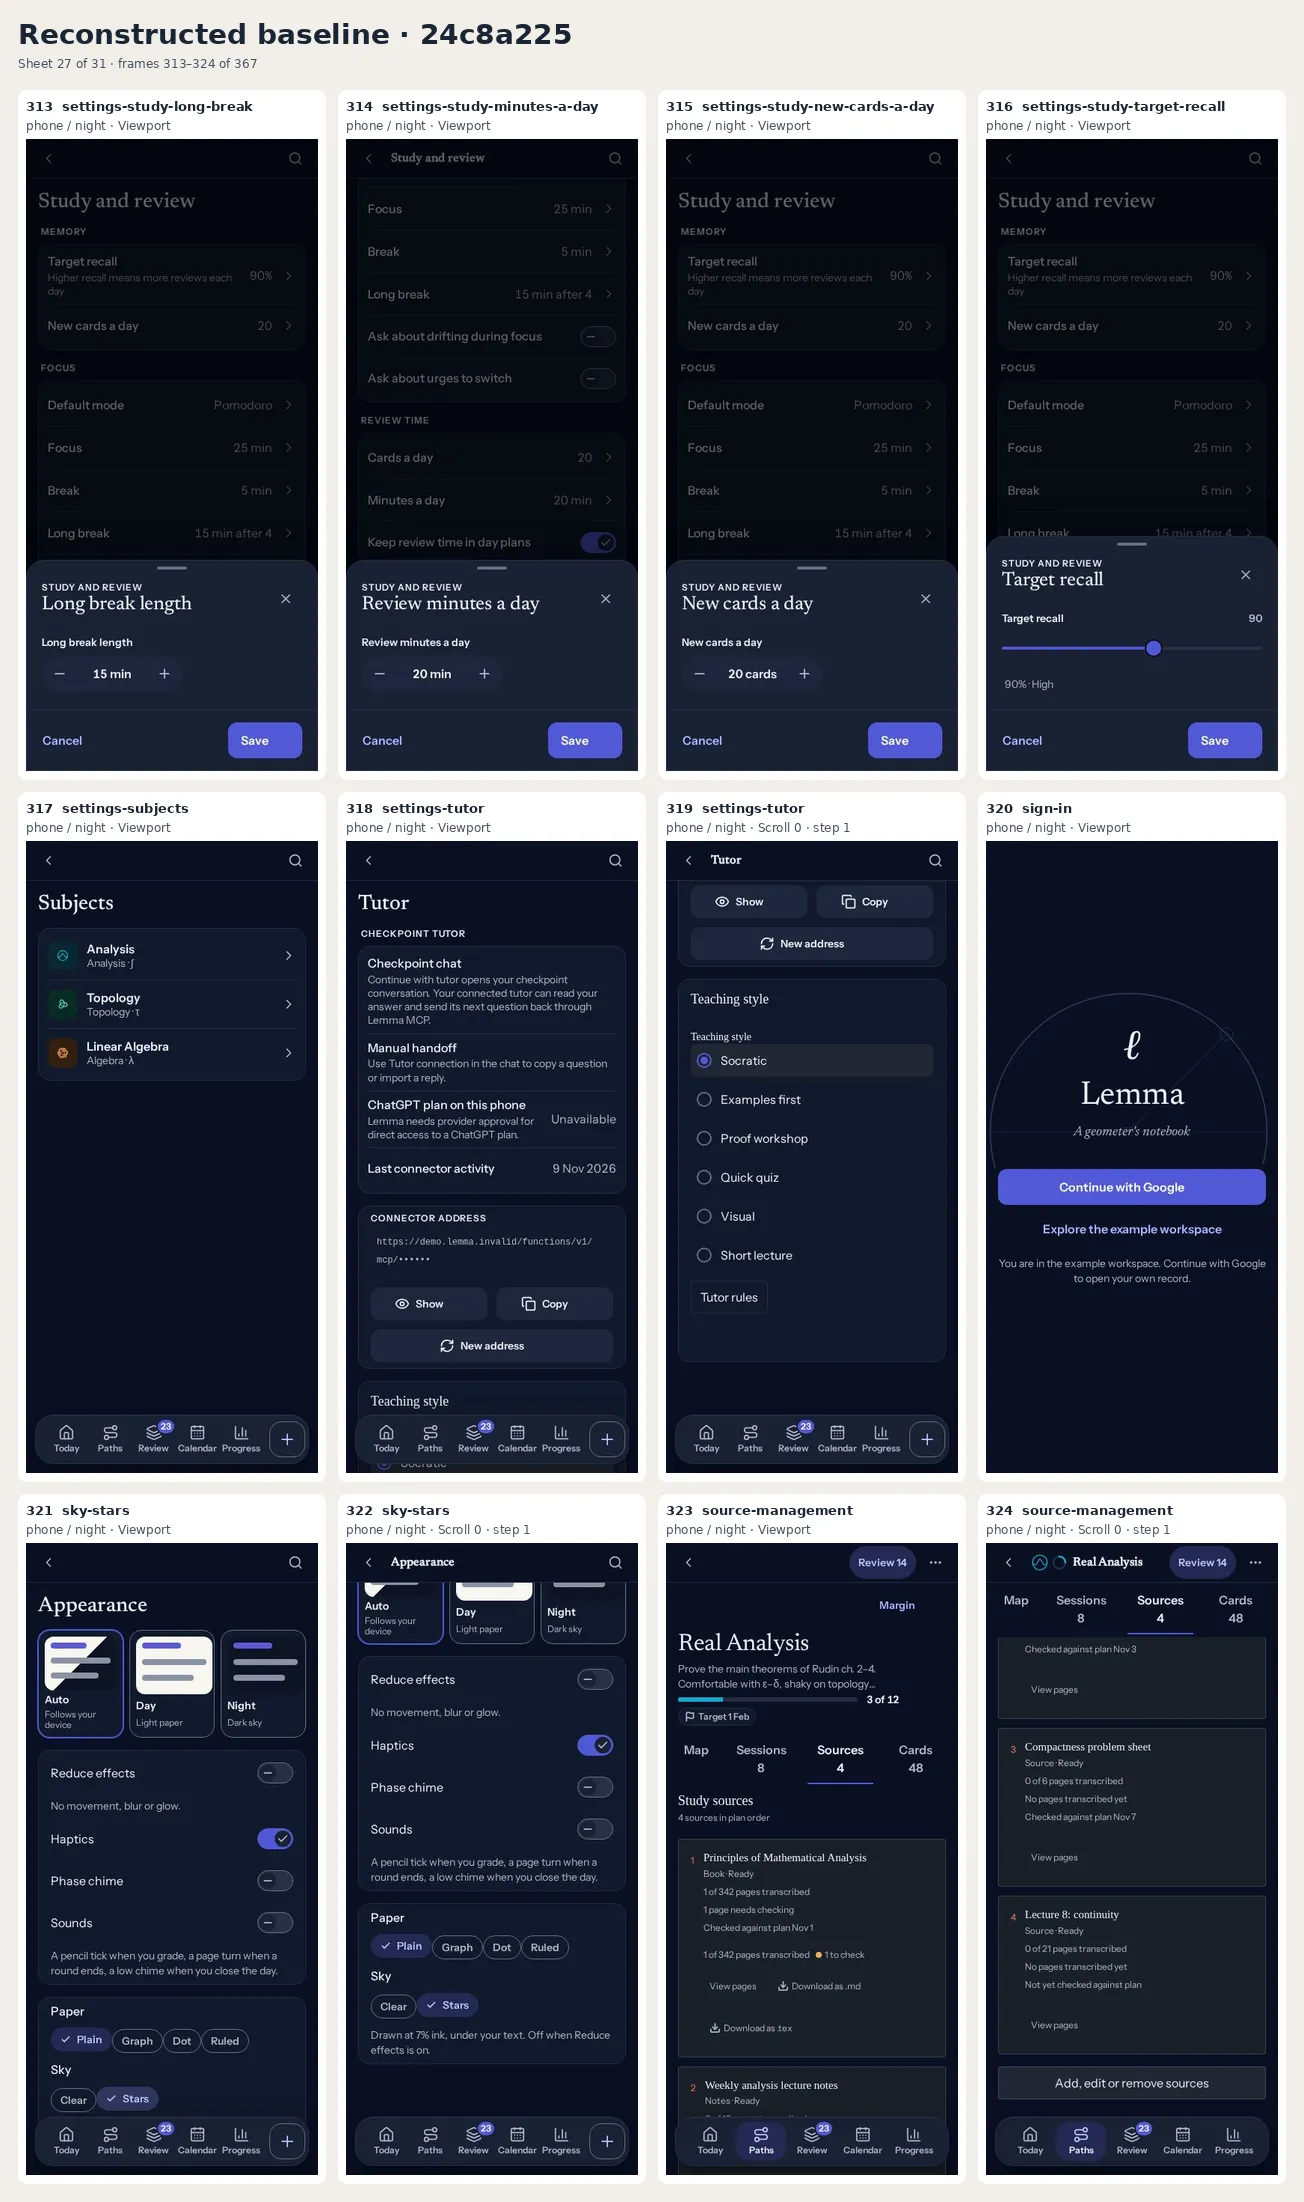 Reconstructed baseline · 24c8a225
Sheet 27 of 31 · frames 313–324 of 367
313 settings-study-long-break
phone / night · Viewport
Study and review
MEMORY
Target recall
Higher recall means more reviews each
day
90%
New cards a day
20
FOCUS
Default mode
Pomodoro
Focus
25 min
Break
5 min
Long break
15 min after 4
STUDY AND REVIEW
Long break length
Long break length
15 min
Cancel
Save
314 settings-study-minutes-a-day
phone / night · Viewport
Study and review
Focus
25 min
Break
5 min
Long break
15 min after 4
Ask about drifting during focus
Ask about urges to switch
REVIEW TIME
Cards a day
20
Minutes a day
20 min
Keep review time in day plans
STUDY AND REVIEW
Review minutes a day
Review minutes a day
20 min
Cancel
Save
315 settings-study-new-cards-a-day
phone / night · Viewport
Study and review
MEMORY
Target recall
Higher recall means more reviews each
day
90%
New cards a day
20
FOCUS
Default mode
Pomodoro
Focus
25 min
Break
5 min
Long break
15 min after 4
STUDY AND REVIEW
New cards a day
New cards a day
20 cards
Cancel
Save
316 settings-study-target-recall
phone / night · Viewport
Study and review
MEMORY
Target recall
Higher recall means more reviews each
day
90%
New cards a day
20
FOCUS
Default mode
Pomodoro
Focus
25 min
Break
5 min
Long break
15 min after 4
STUDY AND REVIEW
Target recall
Target recall
90
90% · High
Cancel
Save
317 settings-subjects
phone / night · Viewport
Subjects
Analysis
Analysis · ∫
Topology
Topology · τ
Linear Algebra
Algebra · λ
23
Today
Paths
Review
Calendar
Progress
318 settings-tutor
phone / night · Viewport
Tutor
CHECKPOINT TUTOR
Checkpoint chat
Continue with tutor opens your checkpoint
conversation. Your connected tutor can read your
answer and send its next question back through
Lemma MCP.
Manual handoff
Use Tutor connection in the chat to copy a question
or import a reply.
ChatGPT plan on this phone
Lemma needs provider approval for
direct access to a ChatGPT plan.
Unavailable
Last connector activity
9 Nov 2026
CONNECTOR ADDRESS
https://demo.lemma.invalid/functions/v1/
mcp/••••••
Show
Copy
New address
Teaching style
23
Today
Paths
Review
Calendar
Progress
Socratic
319 settings-tutor
phone / night · Scroll 0 · step 1
Tutor
Show
Copy
New address
Teaching style
Teaching style
Socratic
Examples first
Proof workshop
Quick quiz
Visual
Short lecture
Tutor rules
23
Today
Paths
Review
Calendar
Progress
320 sign-in
phone / night · Viewport
ℓ
Lemma
A geometer's notebook
Continue with Google
Explore the example workspace
You are in the example workspace. Continue with Google
to open your own record.
321 sky-stars
phone / night · Viewport
Appearance
Auto
Follows your
device
Day
Light paper
Night
Dark sky
Reduce effects
No movement, blur or glow.
Haptics
Phase chime
Sounds
A pencil tick when you grade, a page turn when a
round ends, a low chime when you close the day.
Paper
Plain
Graph
Dot
Ruled
Sky
Clear
Stars
23
Today
Paths
Review
Calendar
Progress
322 sky-stars
phone / night · Scroll 0 · step 1
Appearance
Auto
Follows your
device
Day
Light paper
Night
Dark sky
Reduce effects
No movement, blur or glow.
Haptics
Phase chime
Sounds
A pencil tick when you grade, a page turn when a
round ends, a low chime when you close the day.
Paper
Plain
Graph
Dot
Ruled
Sky
Clear
Stars
Drawn at 7% ink, under your text. Off when Reduce
effects is on.
23
Today
Paths
Review
Calendar
Progress
323 source-management
phone / night · Viewport
Review 14
Margin
Real Analysis
Prove the main theorems of Rudin ch. 2–4.
Comfortable with ε–δ, shaky on topology…
3 of 12
Target 1 Feb
Map
Sessions
8
Sources
4
Cards
48
Study sources
4 sources in plan order
1 Principles of Mathematical Analysis
Book · Ready
1 of 342 pages transcribed
1 page needs checking
Checked against plan Nov 1
1 of 342 pages transcribed
1 to check
View pages
Download as .md
Download as .tex
2 Weekly analysis lecture notes
Notes · Ready
23
Today
Paths
Review
Calendar
Progress
324 source-management
phone / night · Scroll 0 · step 1
Real Analysis
Review 14
Map
Sessions
8
Sources
4
Cards
48
Checked against plan Nov 3
View pages
3 Compactness problem sheet
Source · Ready
0 of 6 pages transcribed
No pages transcribed yet
Checked against plan Nov 7
View pages
4 Lecture 8: continuity
Source · Ready
0 of 21 pages transcribed
No pages transcribed yet
Not yet checked against plan
View pages
Add, edit or remove sources
23
Today
Paths
Review
Calendar
Progress